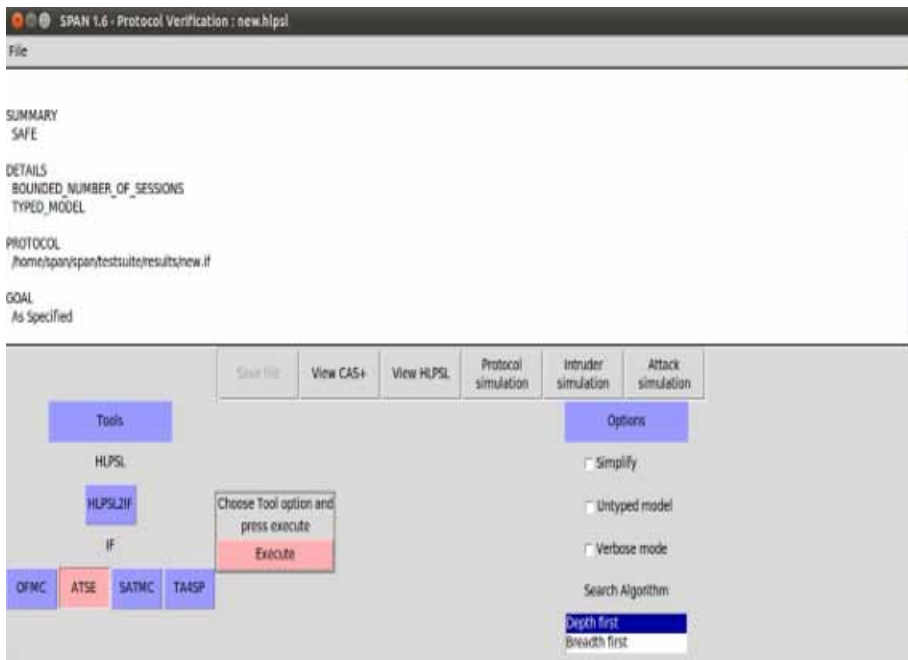 SPAN 1.6 - Protocol Verification : new.hlpsl
File
SUMMARY
SAFE
DETAILS
BOUNDED_NUMBER_OF_SESSIONS
TYPED_MODEL
PROTOCOL
/home/span/span/testsuite/results/new.if
GOAL
As Specified
Save file
View CAS+
View HLPSL
Protocol
simulation
Intruder
simulation
Attack
simulation
Tools
HLPSL
HLPSL2IF
IF
OFMC
ATSE
SATMC
TA4SP
Choose Tool option and
press execute
Execute
Options
Simplify
Untyped model
Verbose mode
Search Algorithm
Depth first
Breadth first